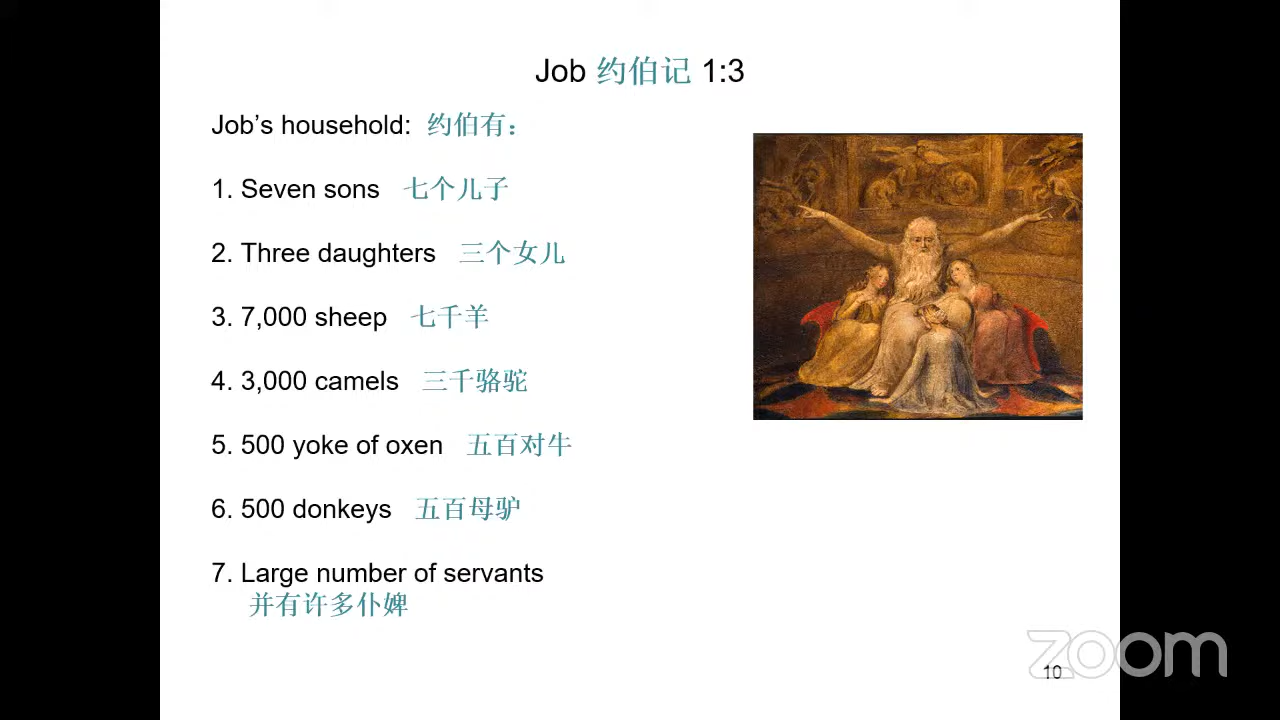 Job 约伯记 1:3
Job's household: 约伯有：
1. Seven sons 七个儿子
2. Three daughters 三个女儿
3. 7,000 sheep 七千羊
4. 3,000 camels 三千骆驼
5. 500 yoke of oxen 五百对牛
6. 500 donkeys 五百母驴
7. Large number of servants
并有许多仆婢
zoom
10